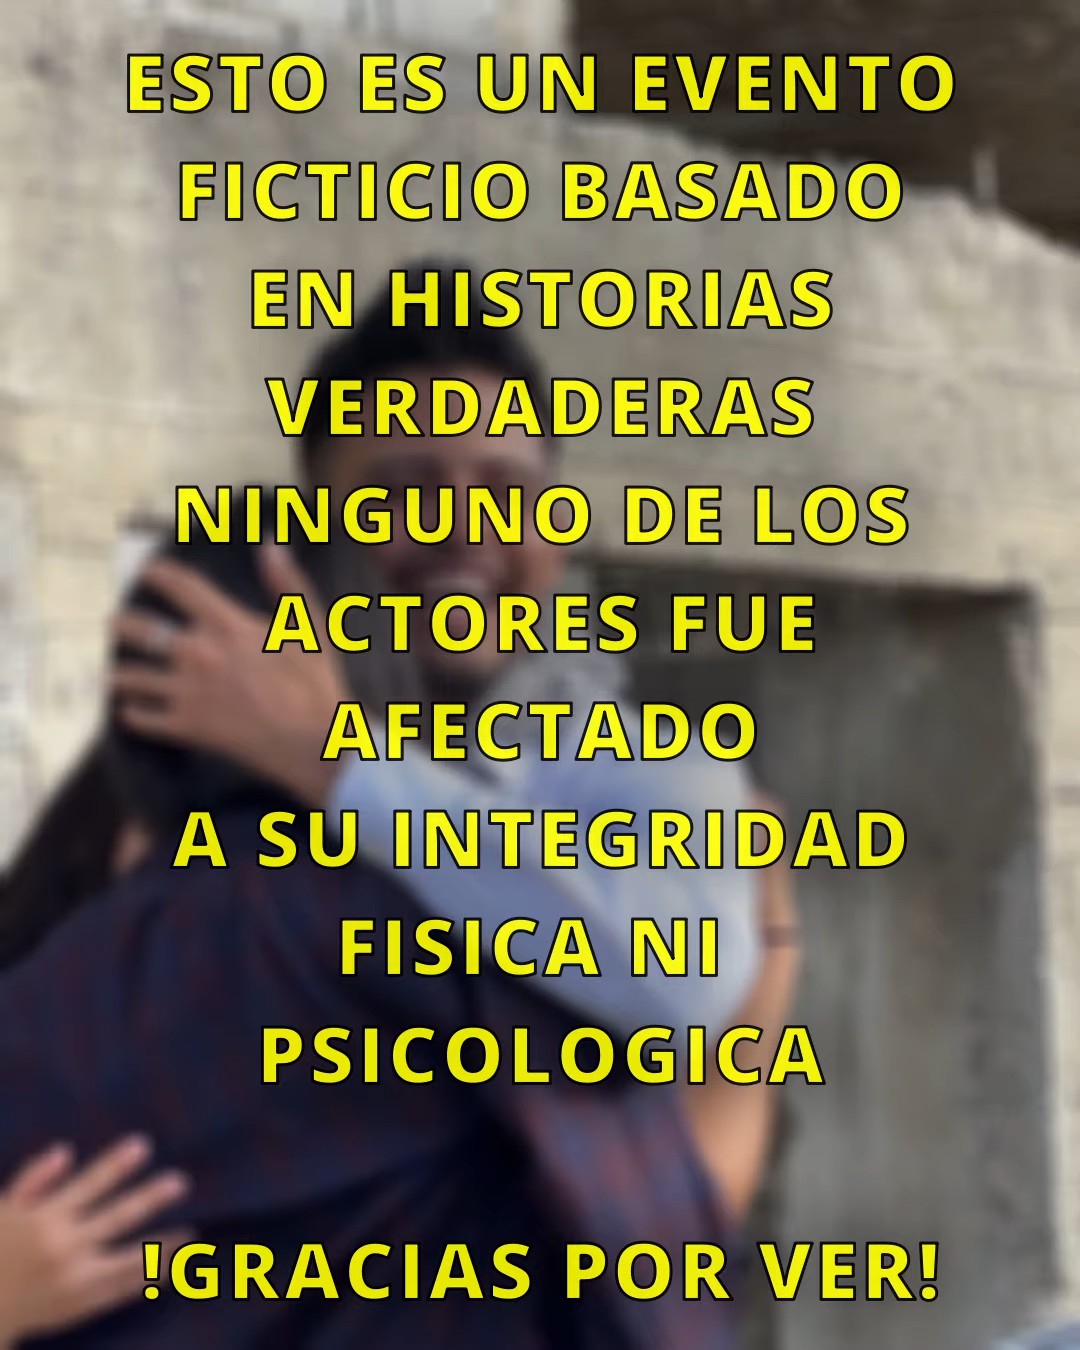 ESTO ES UN EVENTO
FICTICIO BASADO
EN HISTORIAS
VERDADERAS
NINGUNO DE LOS
ACTORES FUE
AFECTADO
A SU INTEGRIDAD
FISICA NI
PSICOLOGICA
!GRACIAS POR VER!